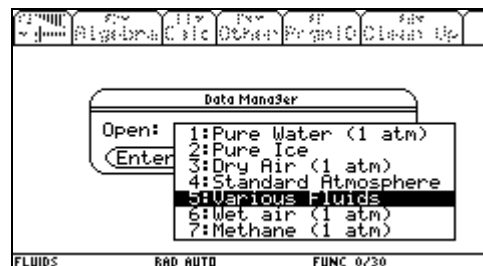 Algebra Calc Other PrgmIO Clean Up
Data Mana9er
Open:
1:Pure Water (1 atm)
2:Pure Ice
3:Dry Air (1 atm)
4:Standard Atmosphere
5:Various Fluids
6:Wet air (1 atm)
7:Methane (1 atm)
(Enter
FLUIDS RAD AUTO FUNC 0/30